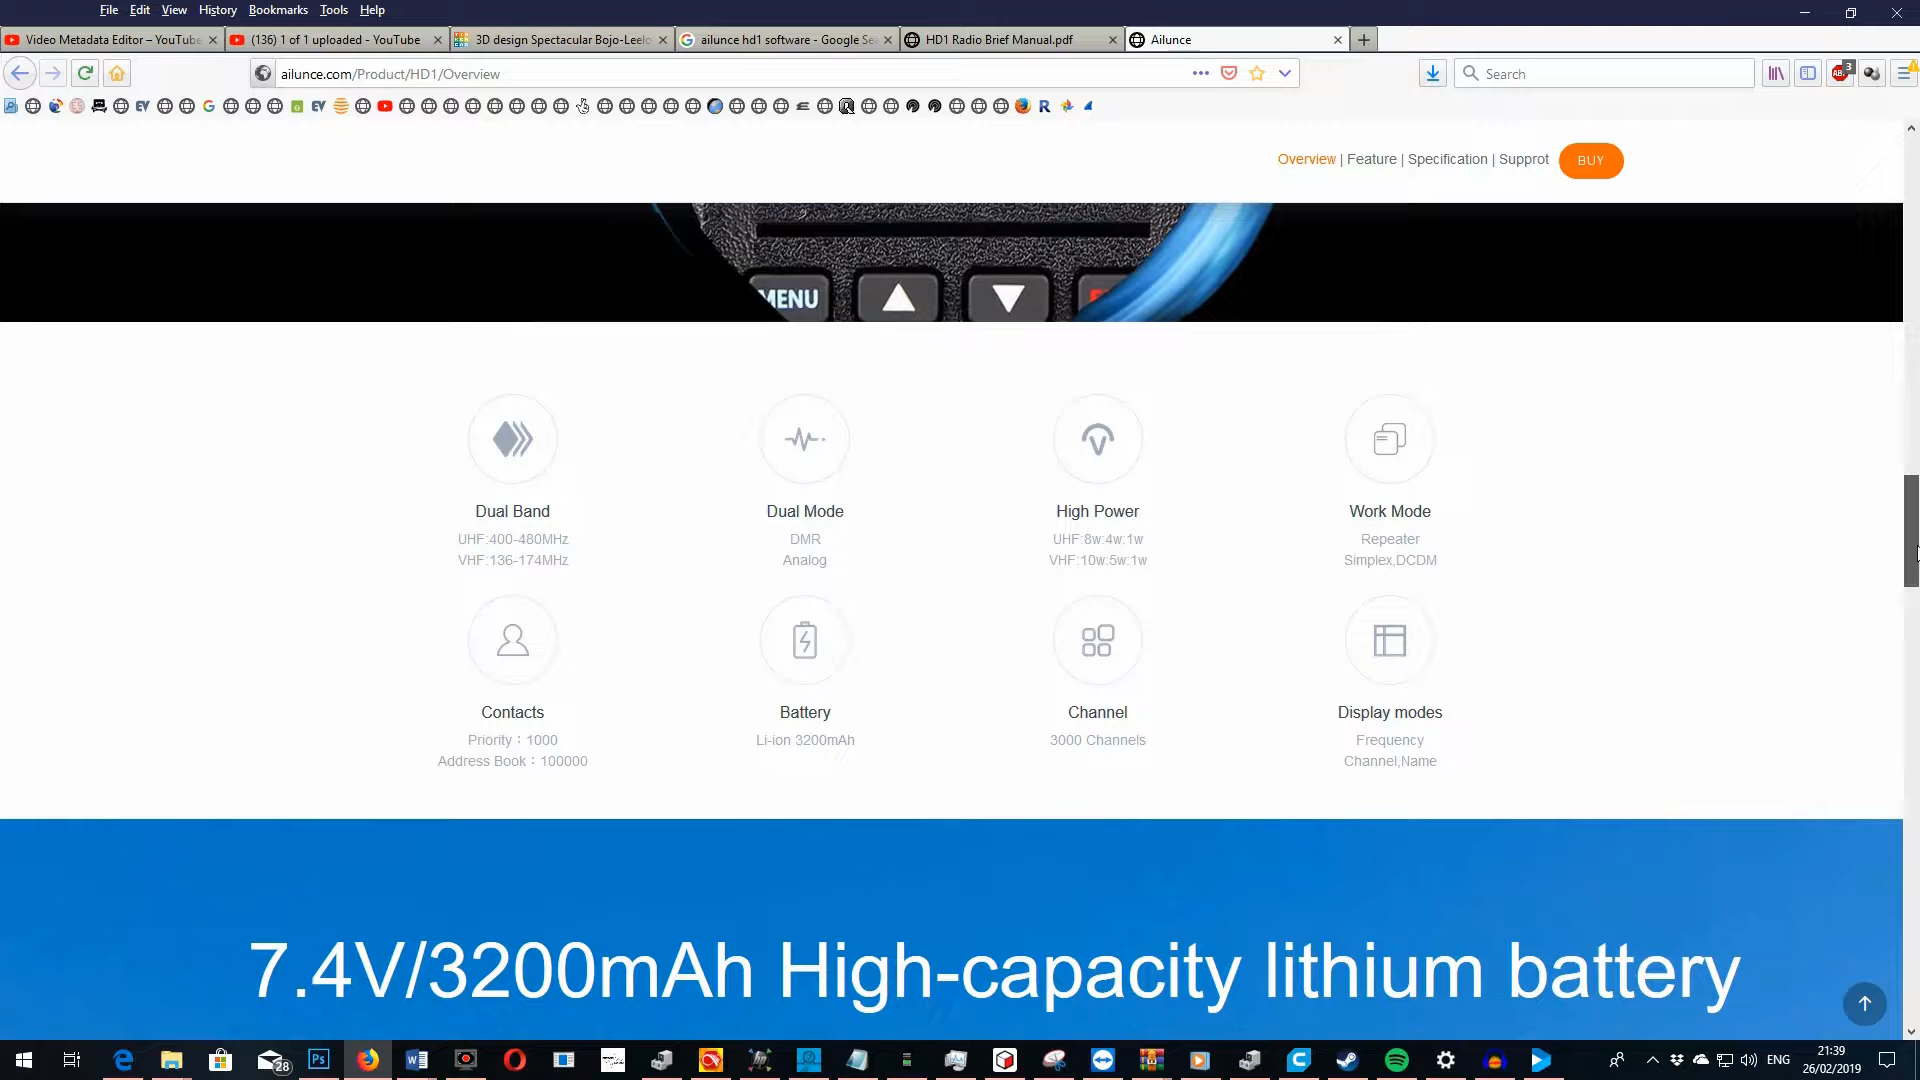 File Edit View History Bookmarks Tools Help
Video Metadata Editor – YouTube
(136) 1 of 1 uploaded - YouTube
3D design Spectacular Bojo-Leelo
ailunce hd1 software - Google Se
HD1 Radio Brief Manual.pdf
Ailunce
ailunce.com/Product/HD1/Overview
Search
3
Overview | Feature | Specification | Supprot BUY
MENU
Dual Band
UHF:400-480MHz
VHF:136-174MHz
Dual Mode
DMR
Analog
High Power
UHF:8w:4w:1w
VHF:10w:5w:1w
Work Mode
Repeater
Simplex,DCDM
Contacts
Priority：1000
Address Book：100000
Battery
Li-ion 3200mAh
Channel
3000 Channels
Display modes
Frequency
Channel,Name
7.4V/3200mAh High-capacity lithium battery
28
ENG
21:39
26/02/2019